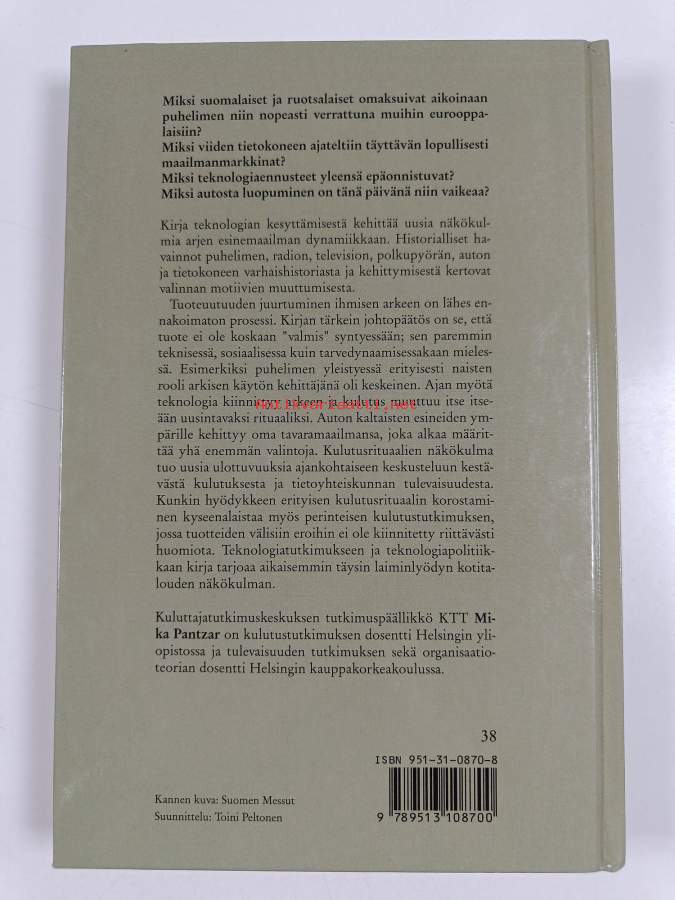 Miksi suomalaiset ja ruotsalaiset omaksuivat aikoinaan
puhelimen niin nopeasti verrattuna muihin eurooppa-
laisiin?
Miksi viiden tietokoneen ajateltiin täyttävän lopullisesti
maailmanmarkkinat?
Miksi teknologiaennusteet yleensä epäonnistuvat?
Miksi autosta luopuminen on tänä päivänä niin vaikeaa?
Kirja teknologian kesyttämisestä kehittää uusia näkökul-
mia arjen esinemaailman dynamiikkaan. Historialliset ha-
vainnot puhelimen, radion, television, polkupyörän, auton
ja tietokoneen varhaishistoriasta ja kehittymisestä kertovat
valinnan motiivien muuttumisesta.
Tuoteuutuuden juurtuminen ihmisen arkeen on lähes en-
nakoimaton prosessi. Kirjan tärkein johtopäätös on se, että
tuote ei ole koskaan "valmis" syntyessään; sen paremmin
teknisessä, sosiaalisessa kuin tarvedynaamisessakaan mieles-
sä. Esimerkiksi puhelimen yleistyessä erityisesti naisten
rooli arkisen käytön kehittäjänä oli keskeinen. Ajan myötä
teknologia kiinnittyy arkeen ja kulutus muuttuu itse itse-
ään uusintavaksi rituaaliksi. Auton kaltaisten esineiden ym-
pärille kehittyy oma tavaramaailmansa, joka alkaa määrit-
tää yhä enemmän valintoja. Kulutusrituaalien näkökulma
tuo uusia ulottuvuuksia ajankohtaiseen keskusteluun kestä-
västä kulutuksesta ja tietoyhteiskunnan tulevaisuudesta.
Kunkin hyödykkeen erityisen kulutusrituaalin korostami-
nen kyseenalaistaa myös perinteisen kulutustutkimuksen,
jossa tuotteiden välisiin eroihin ei ole kiinnitetty riittävästi
huomiota. Teknologiatutkimukseen ja teknologiapolitiik-
kaan kirja tarjoaa aikaisemmin täysin laiminlyödyn kotita-
louden näkökulman.
Kuluttajatutkimuskeskuksen tutkimuspäällikkö KTT Mi-
ka Pantzar on kulutustutkimuksen dosentti Helsingin yli-
opistossa ja tulevaisuuden tutkimuksen sekä organisaatio-
teorian dosentti Helsingin kauppakorkeakoulussa.
38
ISBN 951-31-0870-8
Kannen kuva: Suomen Messut
Suunnittelu: Toini Peltonen
9 789513 108700
Antikvariaatti.net